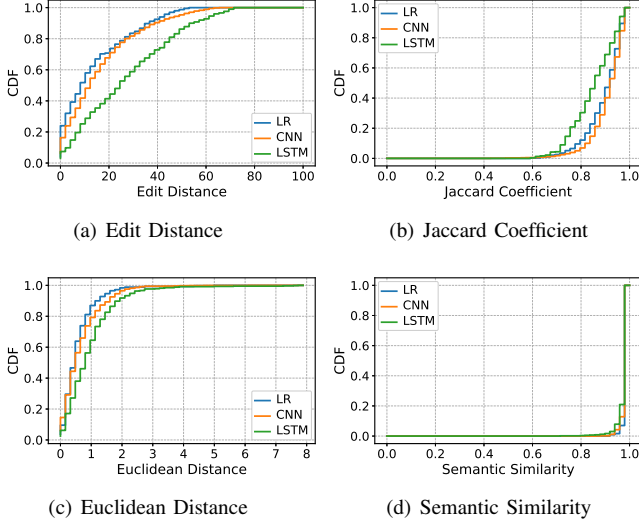 1.0
0.8
0.6
0.4
0.2
0.0
CDF
LR
CNN
LSTM
0 20 40 60 80 100
Edit Distance
(a) Edit Distance
1.0
0.8
0.6
0.4
0.2
0.0
CDF
LR
CNN
LSTM
0.0 0.2 0.4 0.6 0.8 1.0
Jaccard Coefficient
(b) Jaccard Coefficient
1.0
0.8
0.6
0.4
0.2
0.0
CDF
LR
CNN
LSTM
0 1 2 3 4 5 6 7 8
Euclidean Distance
(c) Euclidean Distance
1.0
0.8
0.6
0.4
0.2
0.0
CDF
LR
CNN
LSTM
0.0 0.2 0.4 0.6 0.8 1.0
Semantic Similarity
(d) Semantic Similarity